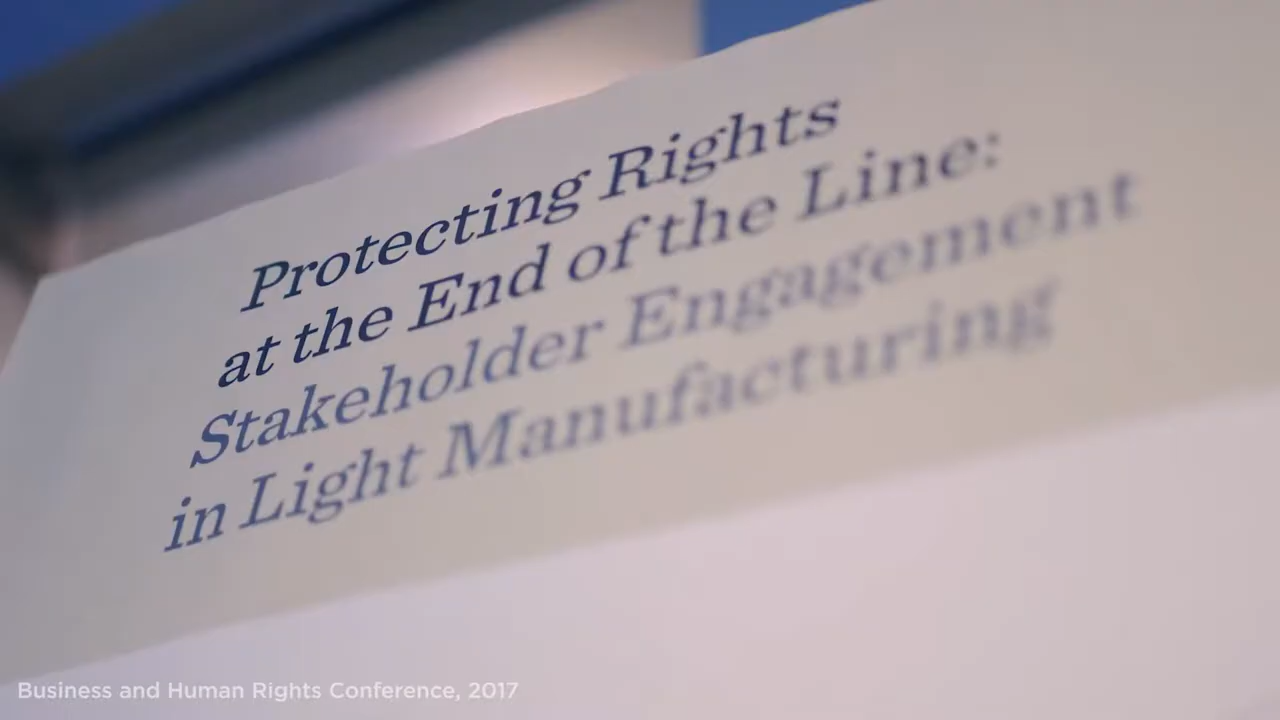 Protecting Rights
at the End of the Line:
Stakeholder Engagement
in Light Manufacturing
Business and Human Rights Conference, 2017